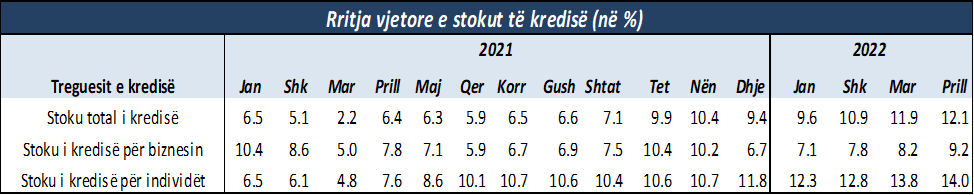 Rritja vjetore e stokut të kredisë (në %)
2021 2022
Treguesit e kredisë Jan Shk Mar Prill Maj Qer Korr Gush Shtat Tet Nën Dhje Jan Shk Mar Prill
Stoku total i kredisë 6.5 5.1 2.2 6.4 6.3 5.9 6.5 6.6 7.1 9.9 10.4 9.4 9.6 10.9 11.9 12.1
Stoku i kredisë për biznesin 10.4 8.6 5.0 7.8 7.1 5.9 6.7 6.9 7.5 10.4 10.2 6.7 7.1 7.8 8.2 9.2
Stoku i kredisë për individët 6.5 6.1 4.8 7.6 8.6 10.1 10.7 10.6 10.4 10.6 10.7 11.8 12.3 12.8 13.8 14.0